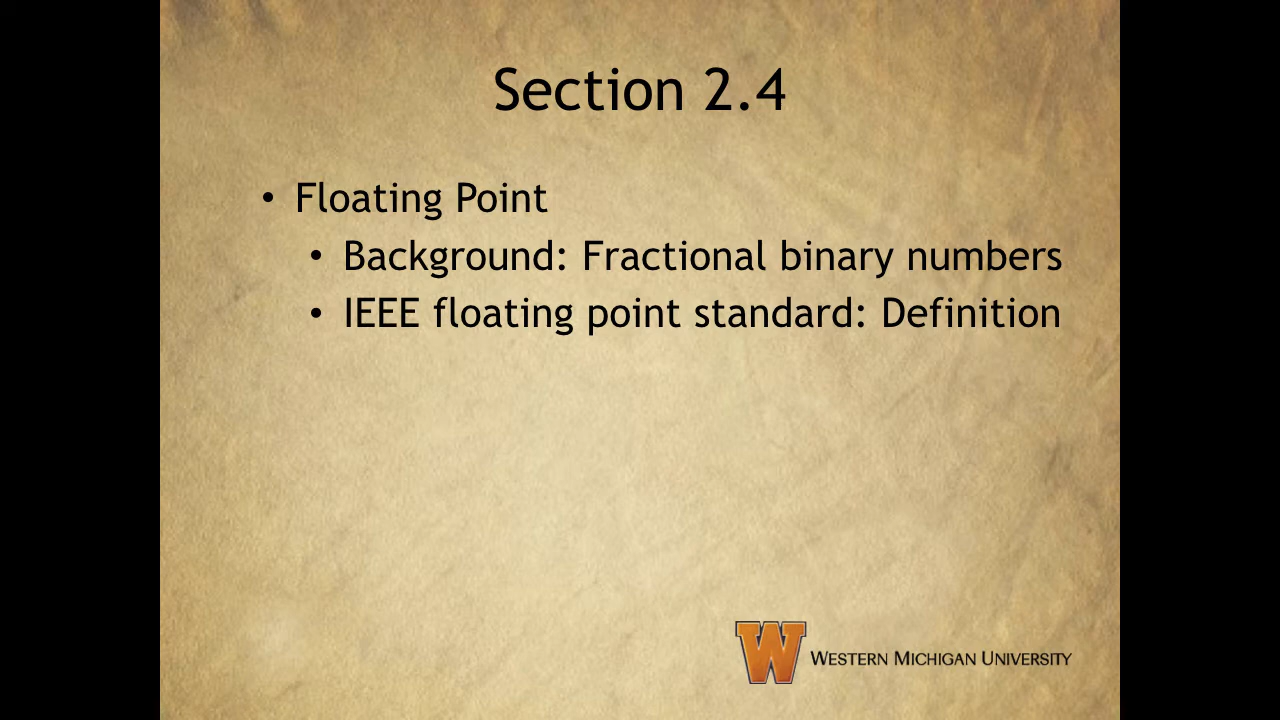 Section 2.4
• Floating Point
• Background: Fractional binary numbers
• IEEE floating point standard: Definition
W WESTERN MICHIGAN UNIVERSITY